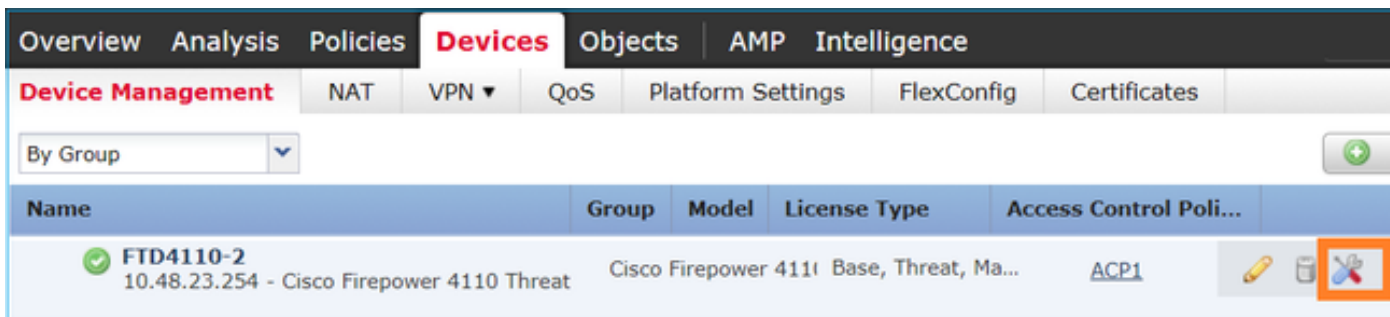 Overview Analysis Policies Devices Objects AMP Intelligence
Device Management NAT VPN ▼ QoS Platform Settings FlexConfig Certificates
By Group
Name Group Model License Type Access Control Poli...
FTD4110-2
10.48.23.254 - Cisco Firepower 4110 Threat Cisco Firepower 411 Base, Threat, Ma... ACP1